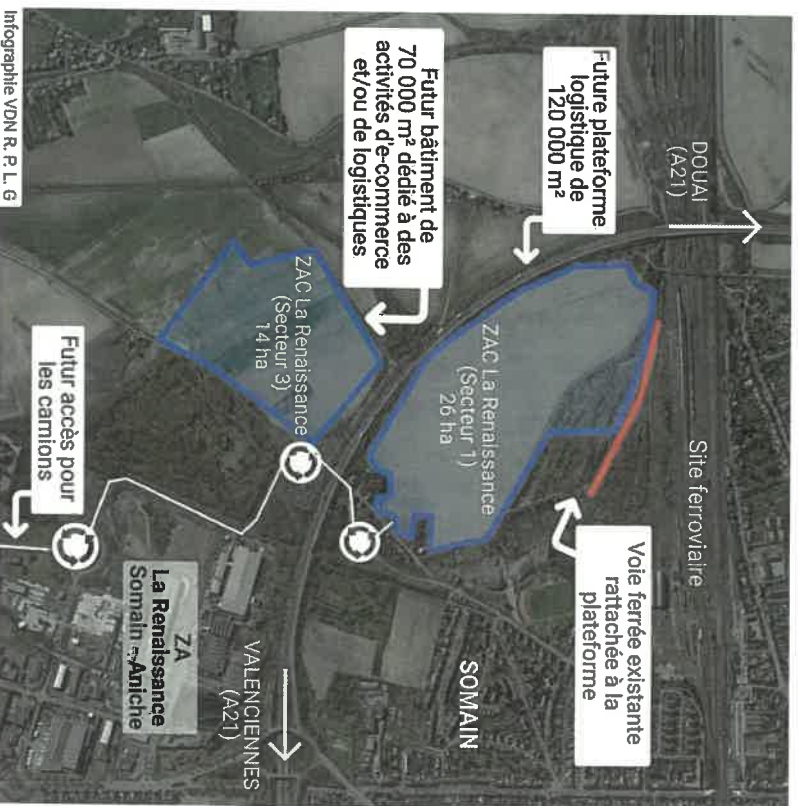 DOUAI
(A21)
Future plateforme
logistique de
120 000 m²
Futur bâtiment de
70 000 m² dédié à des
activités d'e-commerce
et/ou de logistiques
Site ferroviaire
ZAC La Renaissance
(Secteur 1)
26 ha
Voie ferrée existante
rattachée à la
plateforme
ZAC La Renaissance
(Secteur 3)
14 ha
SOMAIN
Futur accès pour
les camions
VALENCIENNES
(A21)
ZA
La Renaissance
Somain - Aniche
Infographie VDN R. P. L. G